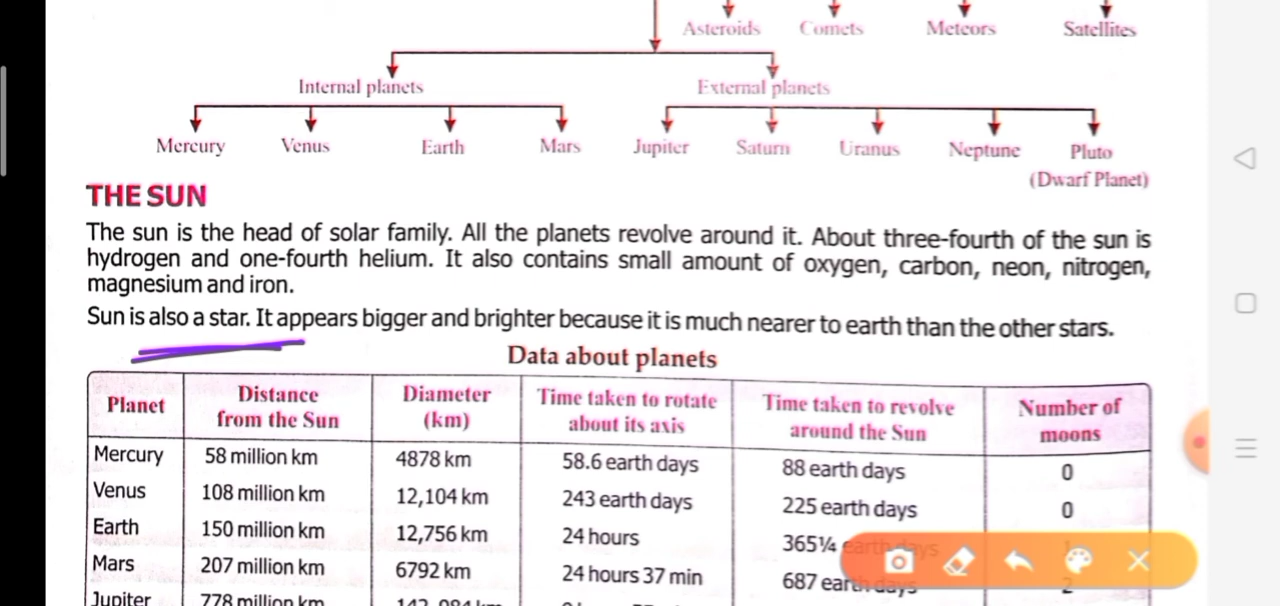 Asteroids Comets Meteors Satellites
Internal planets External planets
Mercury Venus Earth Mars Jupiter Saturn Uranus Neptune Pluto
(Dwarf Planet)
THE SUN
The sun is the head of solar family. All the planets revolve around it. About three-fourth of the sun is
hydrogen and one-fourth helium. It also contains small amount of oxygen, carbon, neon, nitrogen,
magnesium and iron.
Sun is also a star. It appears bigger and brighter because it is much nearer to earth than the other stars.
Data about planets
Planet Distance from the Sun Diameter (km) Time taken to rotate about its axis Time taken to revolve around the Sun Number of moons
Mercury 58 million km 4878 km 58.6 earth days 88 earth days 0
Venus 108 million km 12,104 km 243 earth days 225 earth days 0
Earth 150 million km 12,756 km 24 hours 365¼ earth days
Mars 207 million km 6792 km 24 hours 37 min 687 earth days 2
Jupiter 778 million km